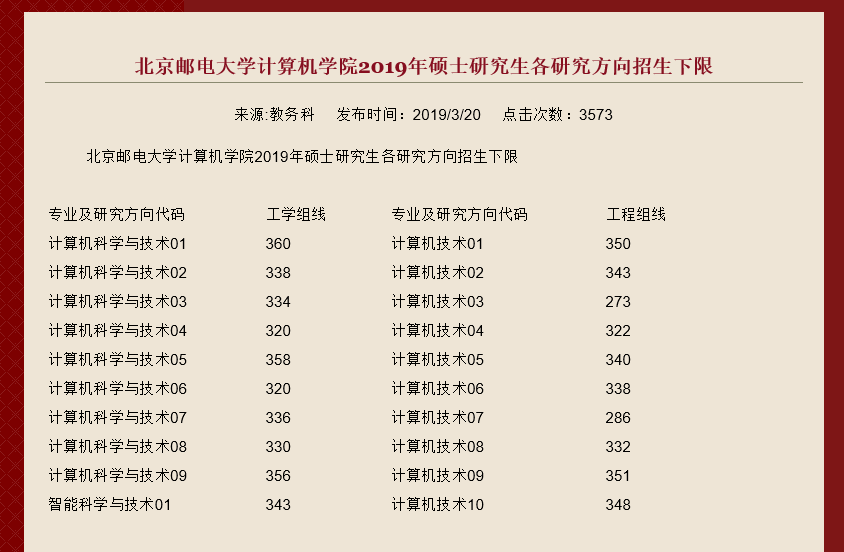 北京邮电大学计算机学院2019年硕士研究生各研究方向招生下限
来源:教务科 发布时间：2019/3/20 点击次数：3573
北京邮电大学计算机学院2019年硕士研究生各研究方向招生下限
专业及研究方向代码 工学组线 专业及研究方向代码 工程组线
计算机科学与技术01 360 计算机技术01 350
计算机科学与技术02 338 计算机技术02 343
计算机科学与技术03 334 计算机技术03 273
计算机科学与技术04 320 计算机技术04 322
计算机科学与技术05 358 计算机技术05 340
计算机科学与技术06 320 计算机技术06 338
计算机科学与技术07 336 计算机技术07 286
计算机科学与技术08 330 计算机技术08 332
计算机科学与技术09 356 计算机技术09 351
智能科学与技术01 343 计算机技术10 348